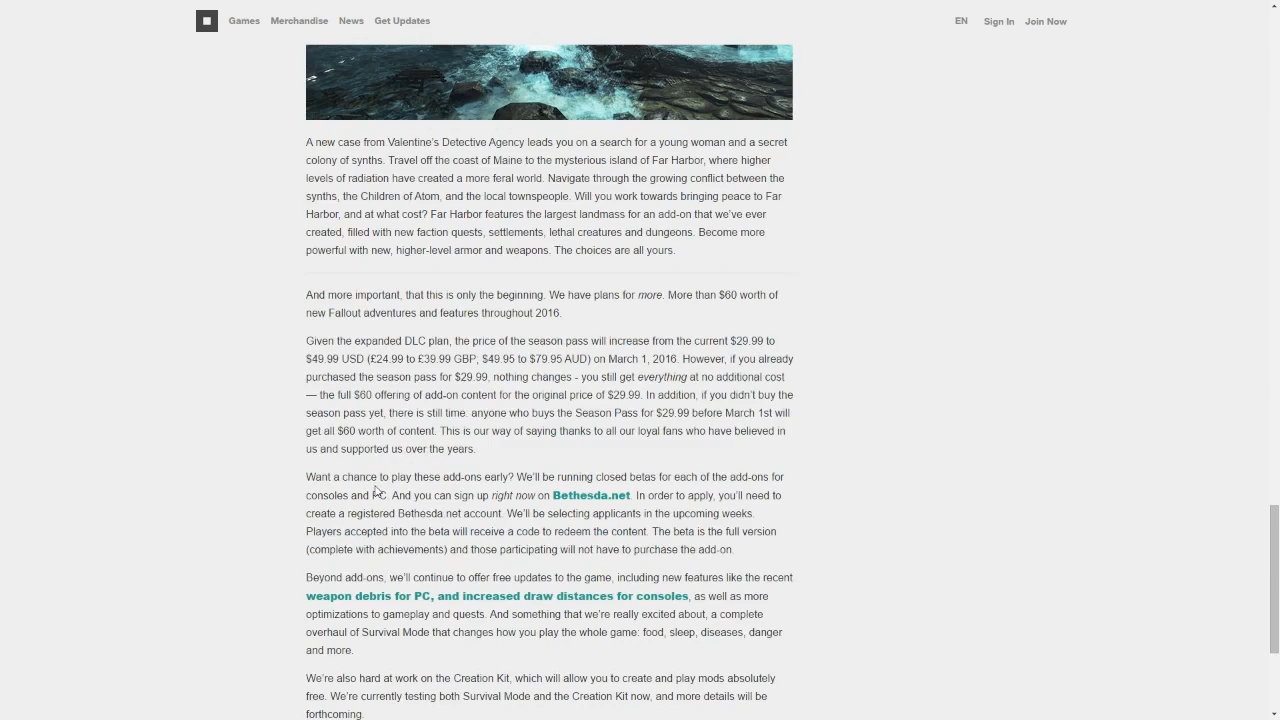 Games Merchandise News Get Updates EN Sign In Join Now
A new case from Valentine's Detective Agency leads you on a search for a young woman and a secret
colony of synths. Travel off the coast of Maine to the mysterious island of Far Harbor, where higher
levels of radiation have created a more feral world. Navigate through the growing conflict between the
synths, the Children of Atom, and the local townspeople. Will you work towards bringing peace to Far
Harbor, and at what cost? Far Harbor features the largest landmass for an add-on that we've ever
created, filled with new faction quests, settlements, lethal creatures and dungeons. Become more
powerful with new, higher-level armor and weapons. The choices are all yours.
And more important, that this is only the beginning. We have plans for more. More than $60 worth of
new Fallout adventures and features throughout 2016.
Given the expanded DLC plan, the price of the season pass will increase from the current $29.99 to
$49.99 USD (£24.99 to £39.99 GBP; $49.95 to $79.95 AUD) on March 1, 2016. However, if you already
purchased the season pass for $29.99, nothing changes - you still get everything at no additional cost
— the full $60 offering of add-on content for the original price of $29.99. In addition, if you didn't buy the
season pass yet, there is still time: anyone who buys the Season Pass for $29.99 before March 1st will
get all $60 worth of content. This is our way of saying thanks to all our loyal fans who have believed in
us and supported us over the years.
Want a chance to play these add-ons early? We'll be running closed betas for each of the add-ons for
consoles and PC. And you can sign up right now on Bethesda.net. In order to apply, you'll need to
create a registered Bethesda.net account. We'll be selecting applicants in the upcoming weeks.
Players accepted into the beta will receive a code to redeem the content. The beta is the full version
(complete with achievements) and those participating will not have to purchase the add-on.
Beyond add-ons, we'll continue to offer free updates to the game, including new features like the recent
weapon debris for PC, and increased draw distances for consoles, as well as more
optimizations to gameplay and quests. And something that we're really excited about, a complete
overhaul of Survival Mode that changes how you play the whole game: food, sleep, diseases, danger
and more.
We're also hard at work on the Creation Kit, which will allow you to create and play mods absolutely
free. We're currently testing both Survival Mode and the Creation Kit now, and more details will be
forthcoming.